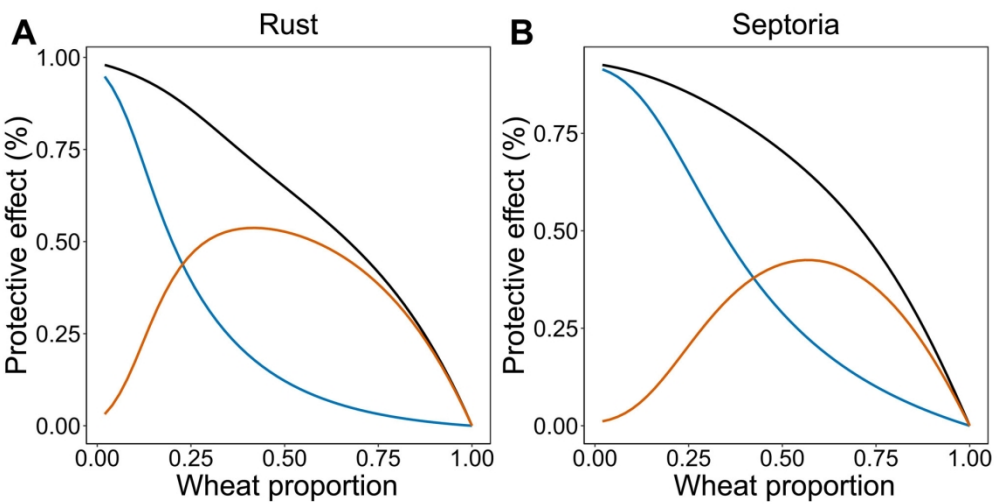 A
Rust
Protective effect (%)
1.00
0.75
0.50
0.25
0.00
0.00 0.25 0.50 0.75 1.00
Wheat proportion
B
Septoria
Protective effect (%)
0.75
0.50
0.25
0.00
0.00 0.25 0.50 0.75 1.00
Wheat proportion